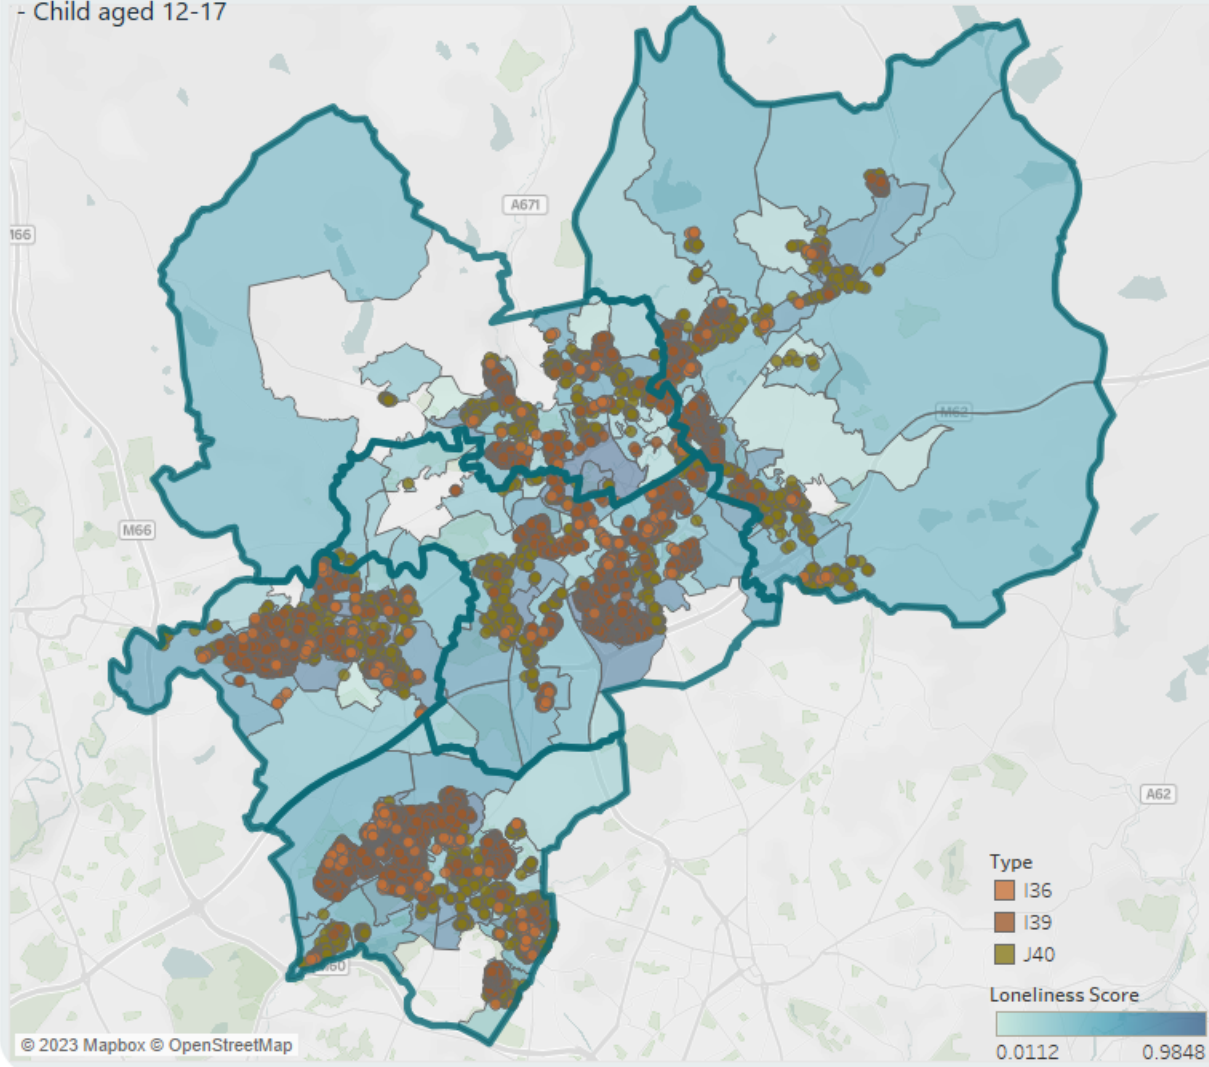 - Child aged 12-17
A671
M66
M62
M66
A62
Type
I36
I39
J40
M60
Loneliness Score
0.0112 0.9848
© 2023 Mapbox © OpenStreetMap